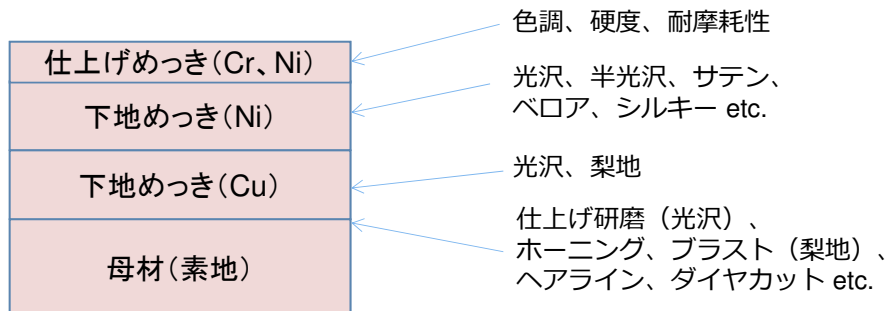 色調、硬度、耐摩耗性
仕上げめっき(Cr、Ni)
光沢、半光沢、サテン、
ベロア、シルキー etc.
下地めっき(Ni)
光沢、梨地
下地めっき(Cu)
仕上げ研磨（光沢）、
ホーニング、ブラスト（梨地）、
ヘアライン、ダイヤカット etc.
母材(素地)